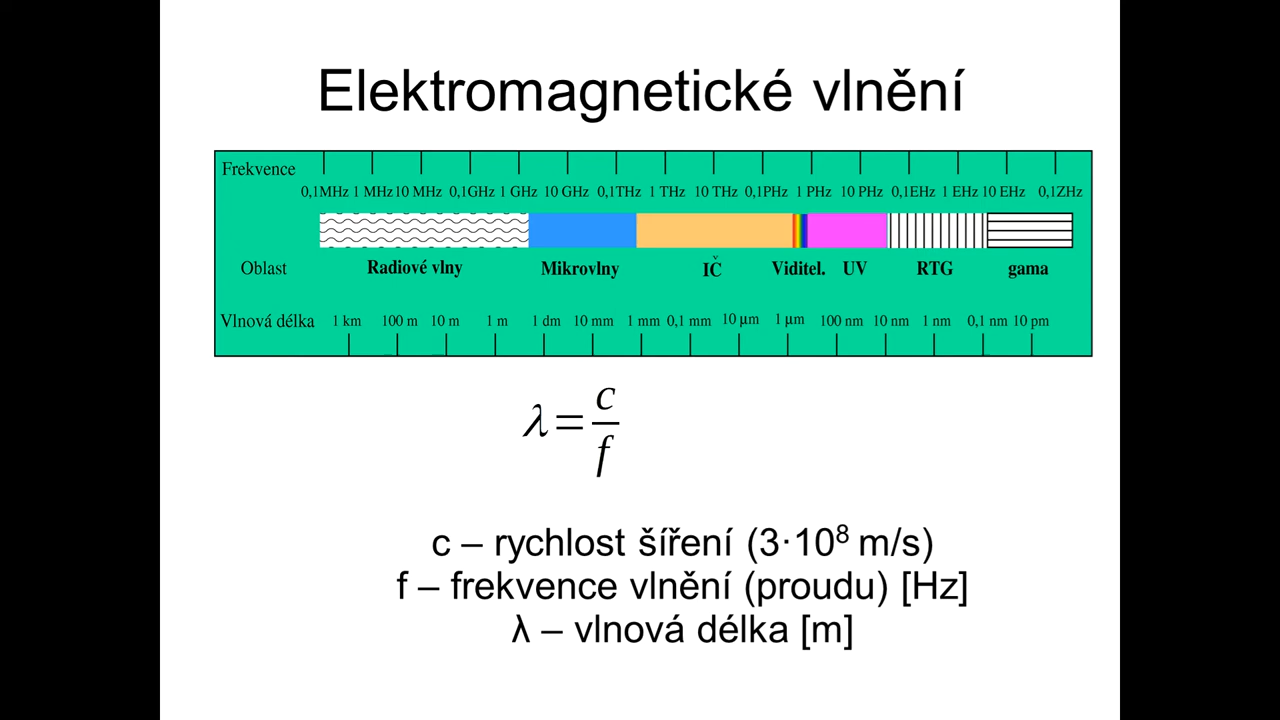 Elektromagnetické vlnění
Frekvence
0,1MHz 1 MHz 10 MHz 0,1GHz 1 GHz 10 GHz 0,1THz 1 THz 10 THz 0,1PHz 1 PHz 10 PHz 0,1EHz 1 EHz 10 EHz 0,1ZHz
Oblast Radiové vlny Mikrovlny IČ Viditel. UV RTG gama
Vlnová délka 1 km 100 m 10 m 1 m 1 dm 10 mm 1 mm 0,1 mm 10 μm 1 μm 100 nm 10 nm 1 nm 0,1 nm 10 pm
λ = c/f
c – rychlost šíření (3·10⁸ m/s)
f – frekvence vlnění (proudu) [Hz]
λ – vlnová délka [m]